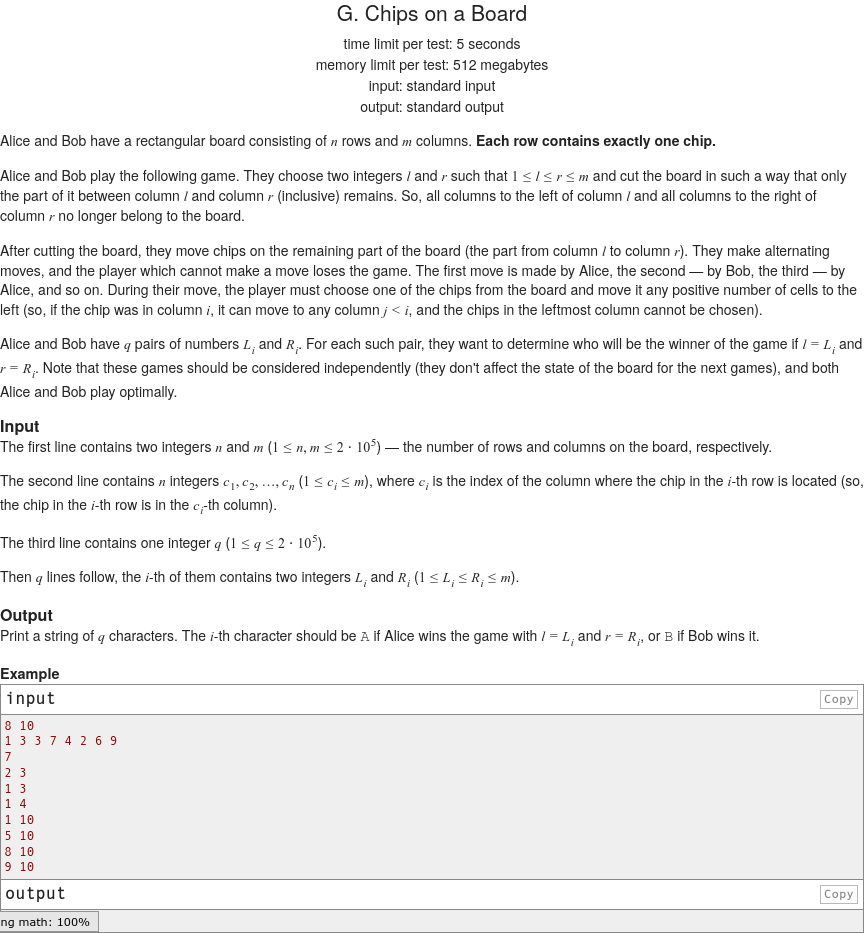 G. Chips on a Board
time limit per test: 5 seconds
memory limit per test: 512 megabytes
input: standard input
output: standard output
Alice and Bob have a rectangular board consisting of n rows and m columns. Each row contains exactly one chip.
Alice and Bob play the following game. They choose two integers l and r such that 1 ≤ l ≤ r ≤ m and cut the board in such a way that only
the part of it between column l and column r (inclusive) remains. So, all columns to the left of column l and all columns to the right of
column r no longer belong to the board.
After cutting the board, they move chips on the remaining part of the board (the part from column l to column r). They make alternating
moves, and the player which cannot make a move loses the game. The first move is made by Alice, the second — by Bob, the third — by
Alice, and so on. During their move, the player must choose one of the chips from the board and move it any positive number of cells to the
left (so, if the chip was in column i, it can move to any column j < i, and the chips in the leftmost column cannot be chosen).
Alice and Bob have q pairs of numbers L_i and R_i. For each such pair, they want to determine who will be the winner of the game if l = L_i and
r = R_i. Note that these games should be considered independently (they don't affect the state of the board for the next games), and both
Alice and Bob play optimally.
Input
The first line contains two integers n and m (1 ≤ n, m ≤ 2 · 10^5) — the number of rows and columns on the board, respectively.
The second line contains n integers c_1, c_2, …, c_n (1 ≤ c_i ≤ m), where c_i is the index of the column where the chip in the i-th row is located (so,
the chip in the i-th row is in the c_i-th column).
The third line contains one integer q (1 ≤ q ≤ 2 · 10^5).
Then q lines follow, the i-th of them contains two integers L_i and R_i (1 ≤ L_i ≤ R_i ≤ m).
Output
Print a string of q characters. The i-th character should be A if Alice wins the game with l = L_i and r = R_i, or B if Bob wins it.
Example
input Copy
8 10
1 3 3 7 4 2 6 9
7
2 3
1 3
1 4
1 10
5 10
8 10
9 10
output Copy
ng math: 100%